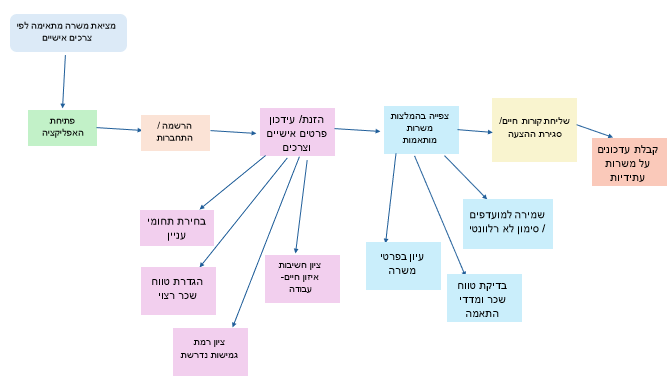 מציאת משרה מתאימה לפי
צרכים אישיים
פתיחת
האפליקציה
הרשמה /
התחברות
הזנת/ עידכון
פרטים אישיים
וצרכים
צפייה בהמלצות
משרות
מותאמות
שליחת קורות חיים/
סגירת ההצעה
קבלת עדכונים
על משרות
עתידיות
בחירת תחומי
עניין
הגדרת טווח
שכר רצוי
ציון רמת
גמישות נדרשת
ציון חשיבות
איזון חיים-
עבודה
עיון בפרטי
משרה
בדיקת טווח
שכר ומדדי
התאמה
שמירה למועדפים
/ סימון לא רלוונטי